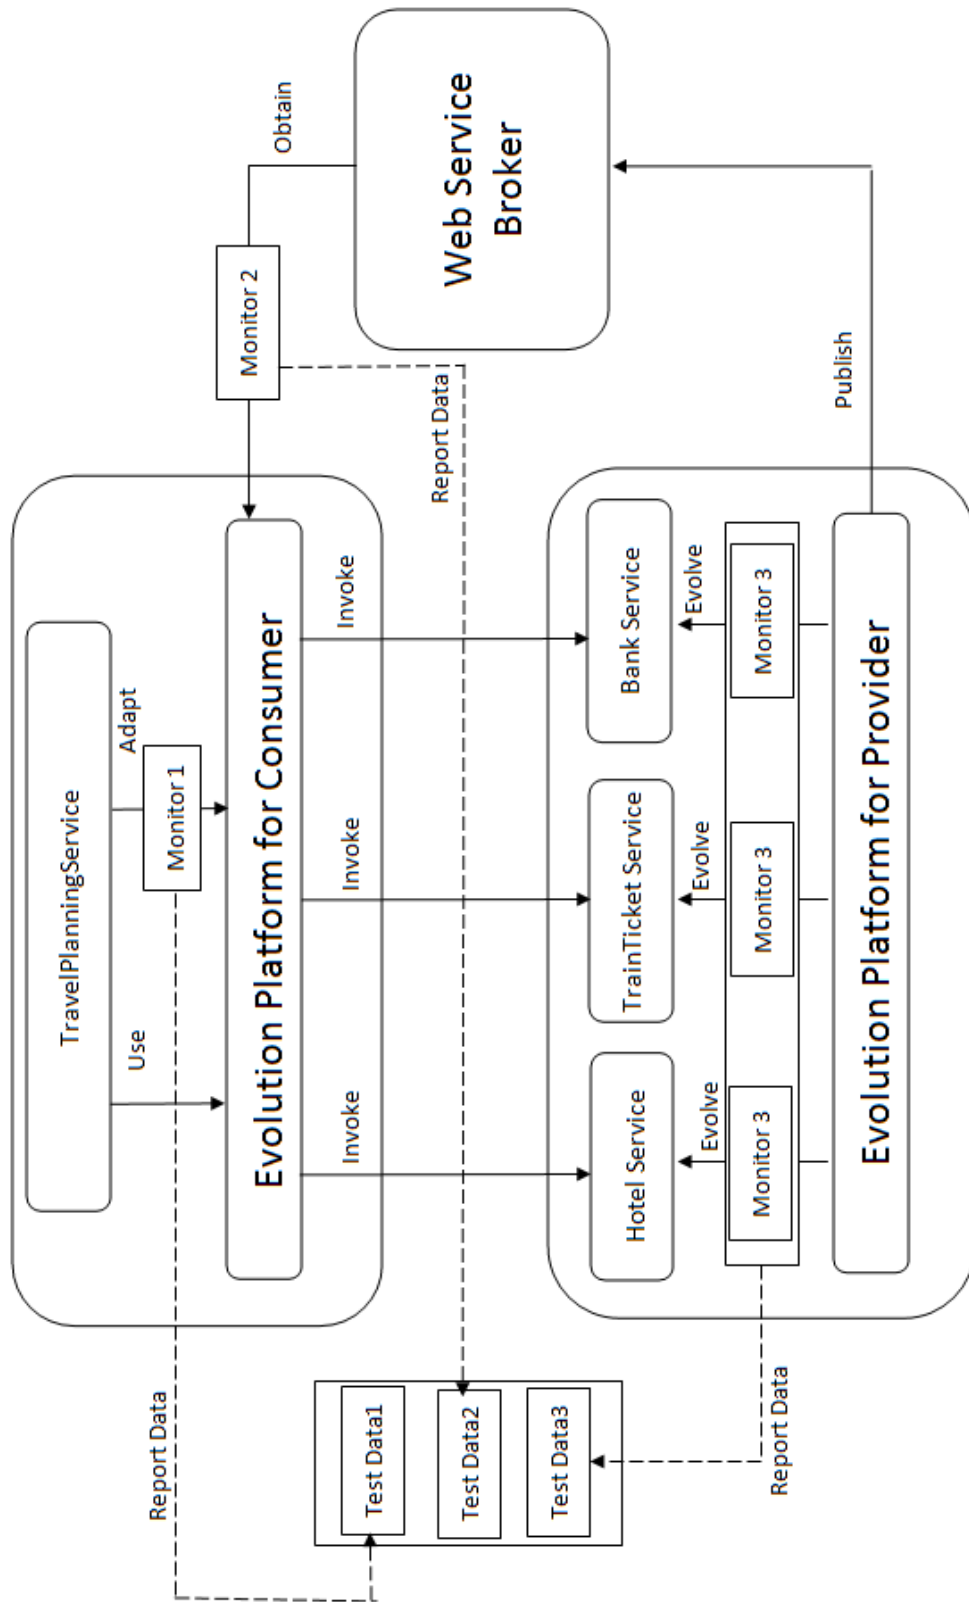 TravelPlanningService
Report Data
Use
Adapt
Monitor 1
Monitor 2
Obtain
Evolution Platform for Consumer
Web Service
Broker
Invoke
Invoke
Invoke
Report Data
Test Data1
Test Data2
Test Data3
Hotel Service
TrainTicket Service
Bank Service
Evolve
Evolve
Evolve
Monitor 3
Monitor 3
Monitor 3
Report Data
Publish
Evolution Platform for Provider